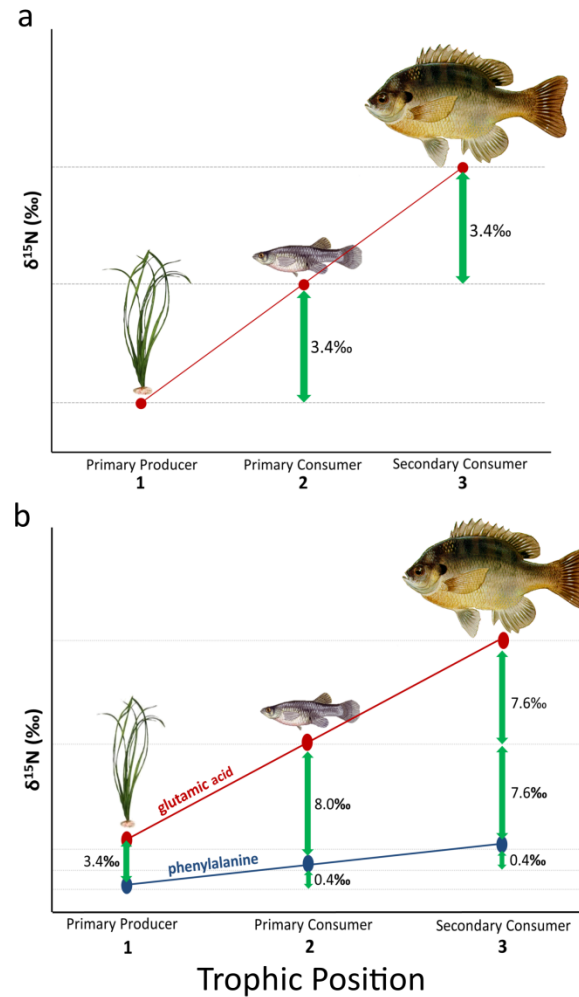 a
δ¹⁵N (‰)
3.4‰
3.4‰
Primary Producer
1
Primary Consumer
2
Secondary Consumer
3
b
δ¹⁵N (‰)
glutamic acid
phenylalanine
3.4‰
8.0‰
0.4‰
7.6‰
7.6‰
0.4‰
Primary Producer
1
Primary Consumer
2
Secondary Consumer
3
Trophic Position